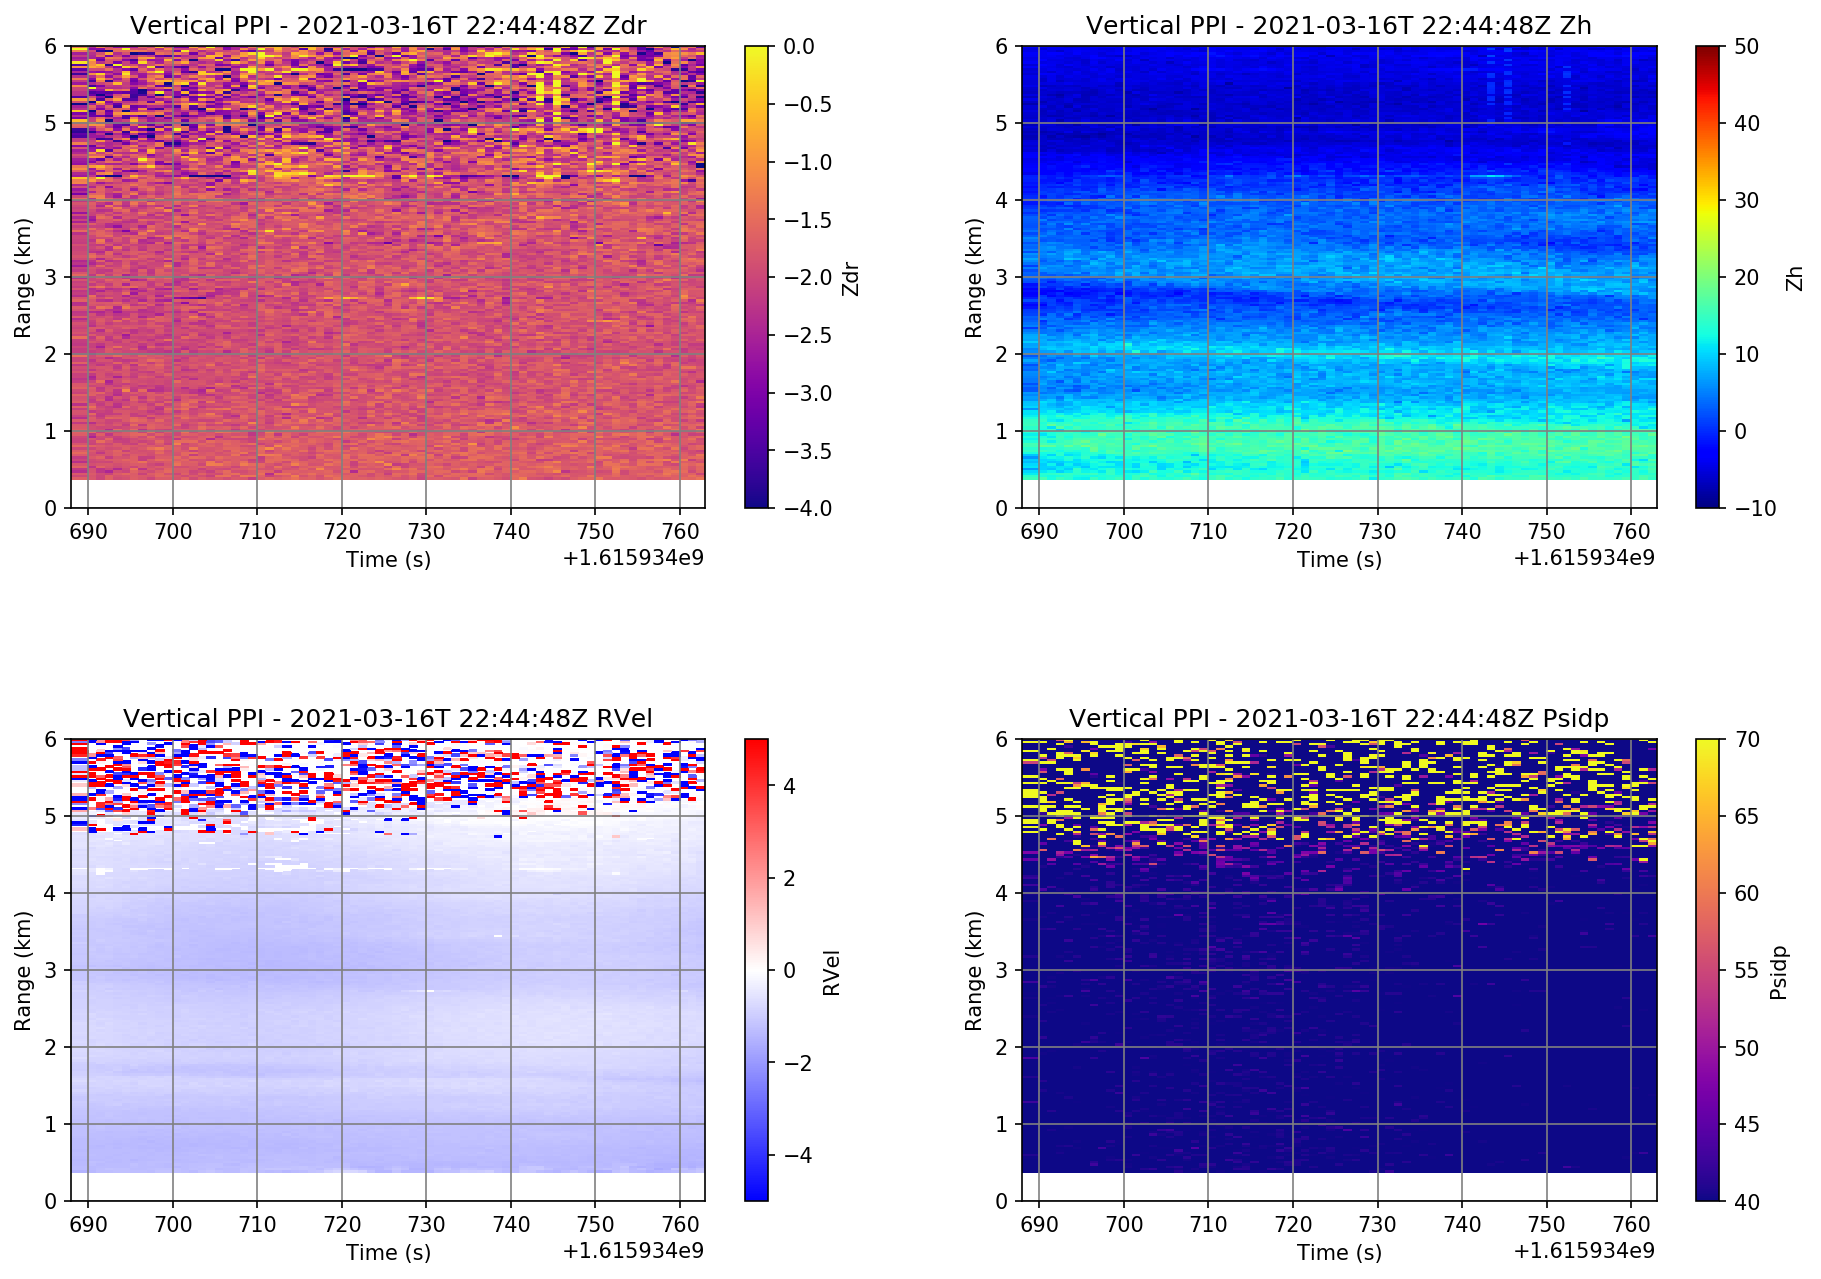 Vertical PPI - 2021-03-16T 22:44:48Z Zdr
6
5
4
3
2
1
0
Range (km)
690 700 710 720 730 740 750 760
Time (s)
+1.615934e9
0.0
−0.5
−1.0
−1.5
−2.0
−2.5
−3.0
−3.5
−4.0
Zdr
Vertical PPI - 2021-03-16T 22:44:48Z Zh
6
5
4
3
2
1
0
Range (km)
690 700 710 720 730 740 750 760
Time (s)
+1.615934e9
50
40
30
20
10
0
−10
Zh
Vertical PPI - 2021-03-16T 22:44:48Z RVel
6
5
4
3
2
1
0
Range (km)
690 700 710 720 730 740 750 760
Time (s)
+1.615934e9
4
2
0
−2
−4
RVel
Vertical PPI - 2021-03-16T 22:44:48Z Psidp
6
5
4
3
2
1
0
Range (km)
690 700 710 720 730 740 750 760
Time (s)
+1.615934e9
70
65
60
55
50
45
40
Psidp